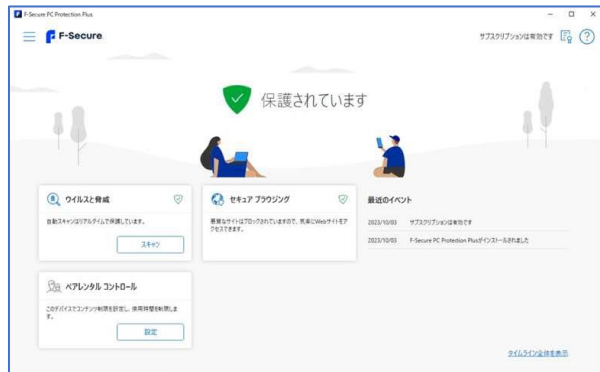 F-Secure PC Protection Plus
F-Secure
サブスクリプションは有効です
保護されています
ウイルスと脅威
自動スキャンはリアルタイムで保護しています。
スキャン
セキュア ブラウジング
悪質なサイトはブロックされていますので、気楽にWebサイトをア
クセスできます。
最近のイベント
2023/10/03 サブスクリプションは有効です
2023/10/03 F-Secure PC Protection Plusがインストールされました
ペアレンタル コントロール
このデバイスでコンテンツ制限を設定し、使用時間を制限しま
す。
設定
タイムライン全体を表示